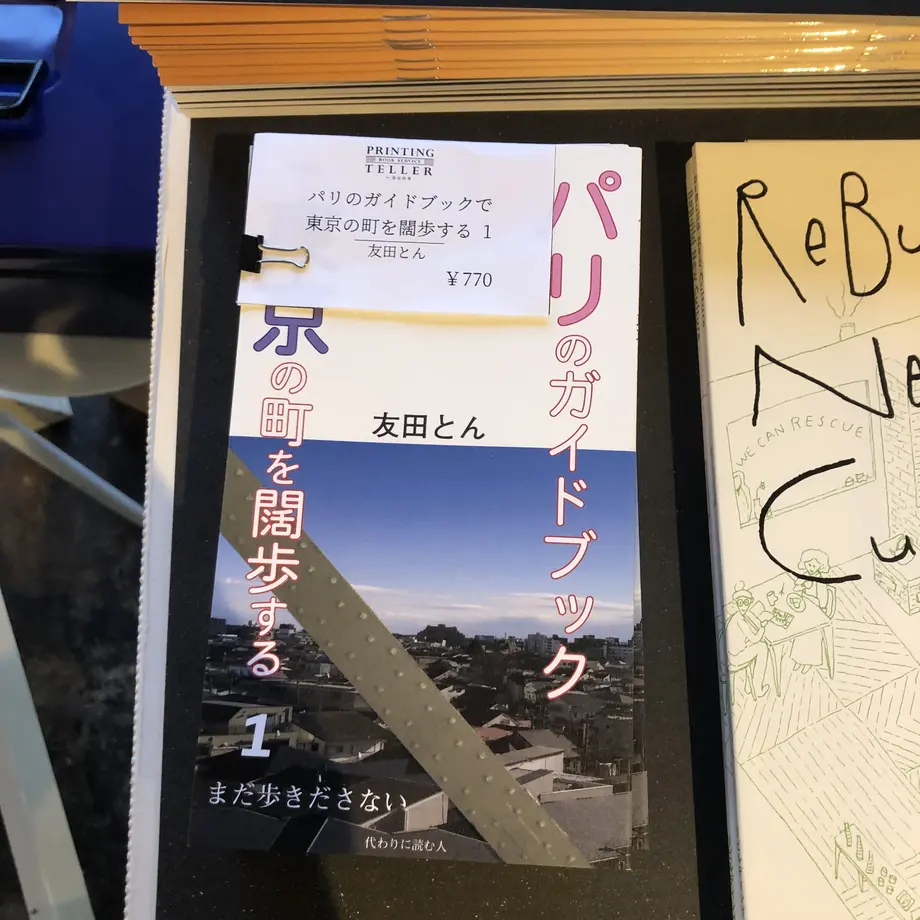 PRINTING
BOOK SERVICE
TELLER
パリのガイドブックで
東京の町を闊歩する 1
友田とん
￥770
パリのガイドブック
京の町を闊歩する
1
友田とん
まだ歩きださない
代わりに読む人
ReBu
Ne
Cu
WE CAN RESCUE